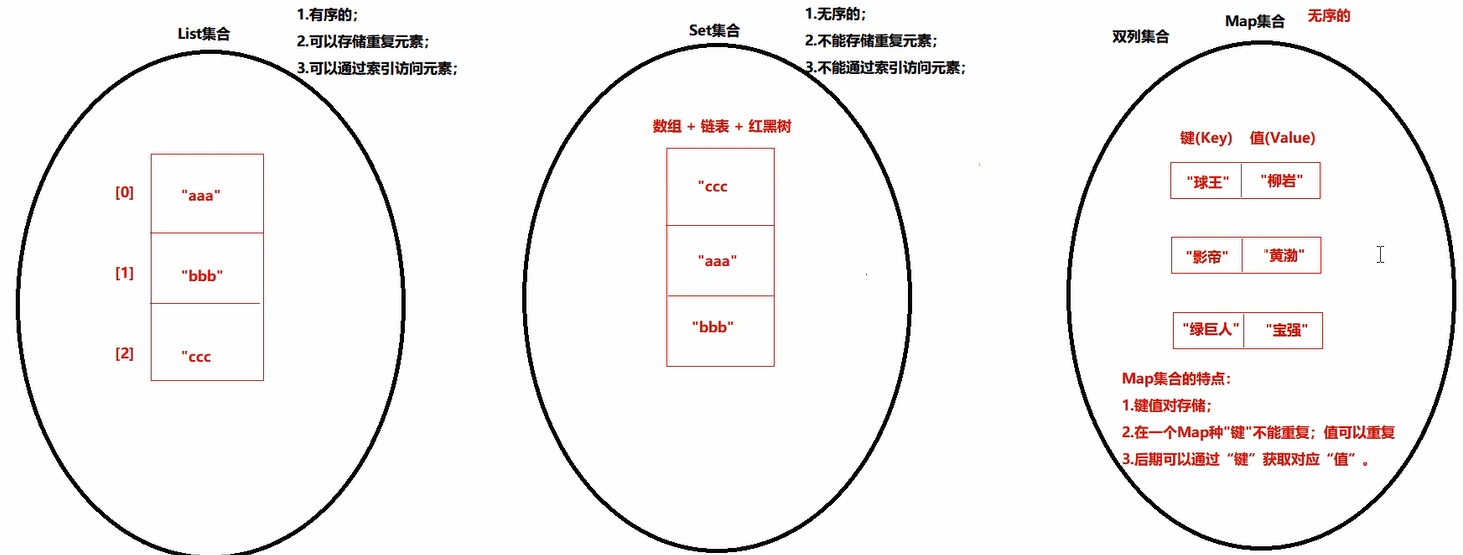 List集合
1.有序的；
2.可以存储重复元素；
3.可以通过索引访问元素；
[0]
"aaa"
[1]
"bbb"
[2]
"ccc
Set集合
1.无序的；
2.不能存储重复元素；
3.不能通过索引访问元素；
数组 + 链表 + 红黑树
"ccc
"aaa"
"bbb"
双列集合
Map集合
无序的
键(Key) 值(Value)
"球王" "柳岩"
"影帝" "黄渤"
"绿巨人" "宝强"
Map集合的特点：
1.键值对存储；
2.在一个Map种"键"不能重复；值可以重复
3.后期可以通过“键”获取对应“值”。